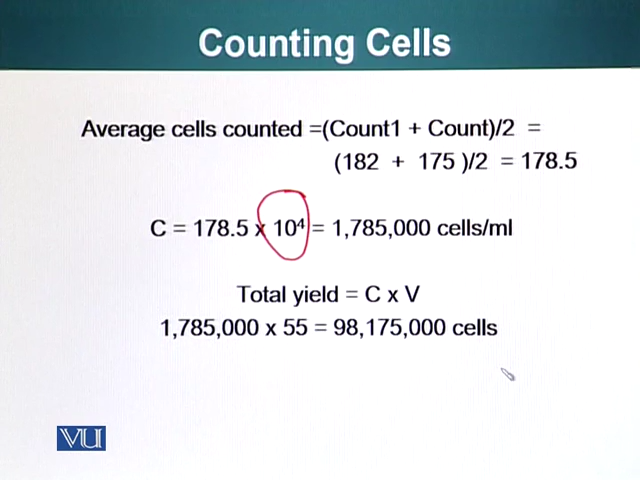 Counting Cells
Average cells counted =(Count1 + Count)/2 =
(182 + 175 )/2 = 178.5
C = 178.5 x 10⁴ = 1,785,000 cells/ml
Total yield = C x V
1,785,000 x 55 = 98,175,000 cells
VU